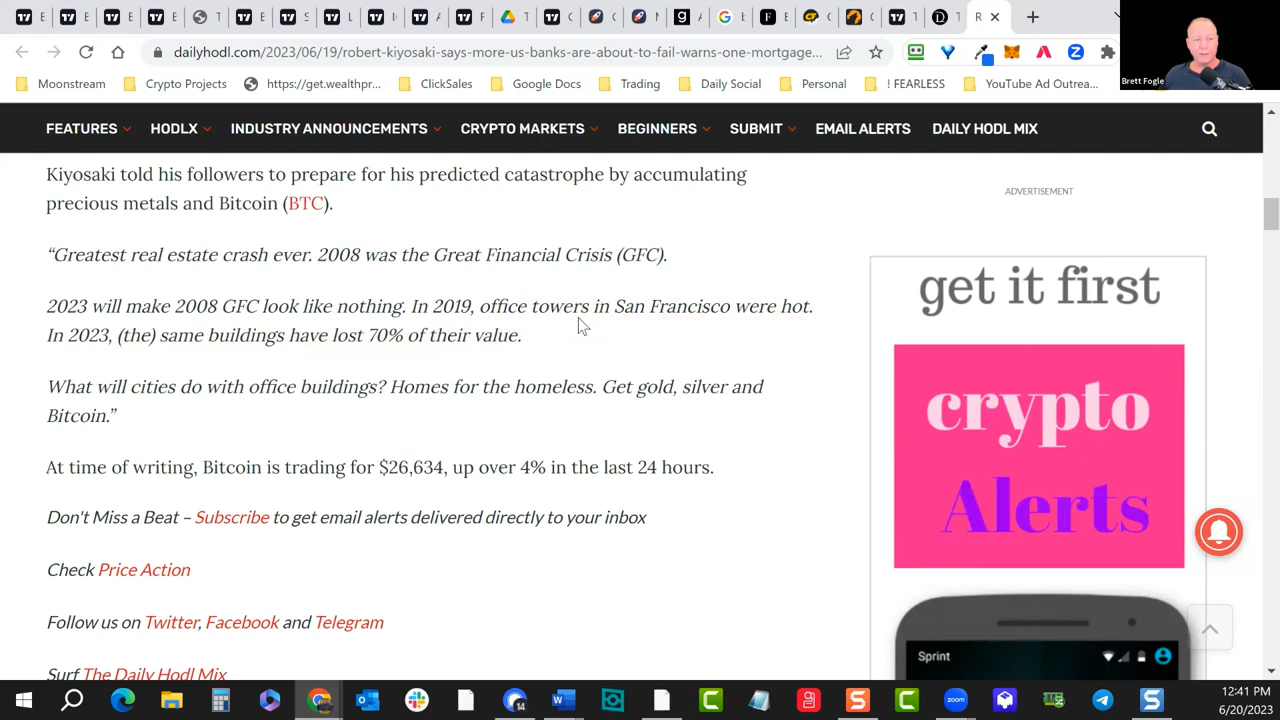 dailyhodl.com/2023/06/19/robert-kiyosaki-says-more-us-banks-are-about-to-fail-warns-one-mortgage...
Brett Fogle
Moonstream
Crypto Projects
https://get.wealthpr...
ClickSales
Google Docs
Trading
Daily Social
Personal
! FEARLESS
YouTube Ad Outrea...
FEATURES
HODLX
INDUSTRY ANNOUNCEMENTS
CRYPTO MARKETS
BEGINNERS
SUBMIT
EMAIL ALERTS
DAILY HODL MIX
Kiyosaki told his followers to prepare for his predicted catastrophe by accumulating
precious metals and Bitcoin (BTC).
“Greatest real estate crash ever. 2008 was the Great Financial Crisis (GFC).
2023 will make 2008 GFC look like nothing. In 2019, office towers in San Francisco were hot.
In 2023, (the) same buildings have lost 70% of their value.
What will cities do with office buildings? Homes for the homeless. Get gold, silver and
Bitcoin.”
At time of writing, Bitcoin is trading for $26,634, up over 4% in the last 24 hours.
Don't Miss a Beat – Subscribe to get email alerts delivered directly to your inbox
Check Price Action
Follow us on Twitter, Facebook and Telegram
Surf The Daily Hodl Mix
ADVERTISEMENT
get it first
crypto
Alerts
Sprint
14
12:41 PM
6/20/2023